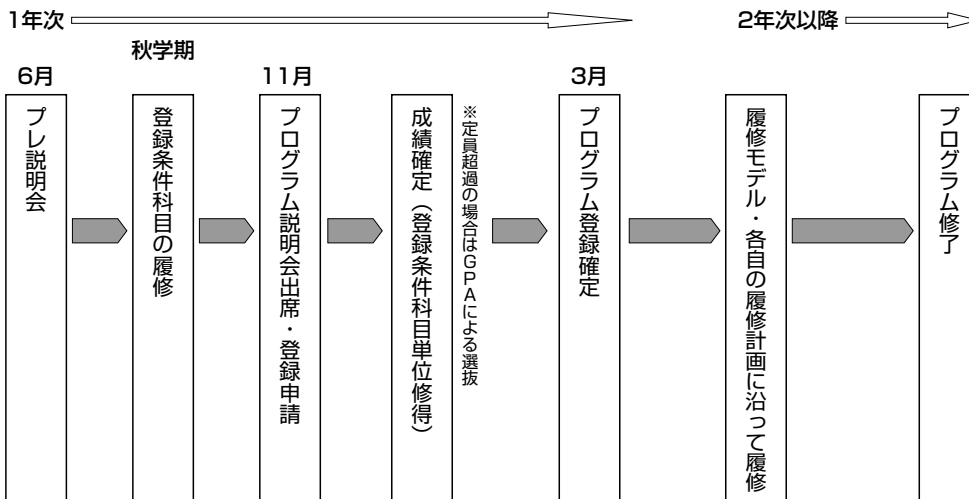 1年次
2年次以降
秋学期
6月
11月
3月
プレ説明会
登録条件科目の履修
プログラム説明会出席・登録申請
成績確定（登録条件科目単位修得）
※定員超過の場合はGPAによる選抜
プログラム登録確定
履修モデル・各自の履修計画に沿って履修
プログラム修了